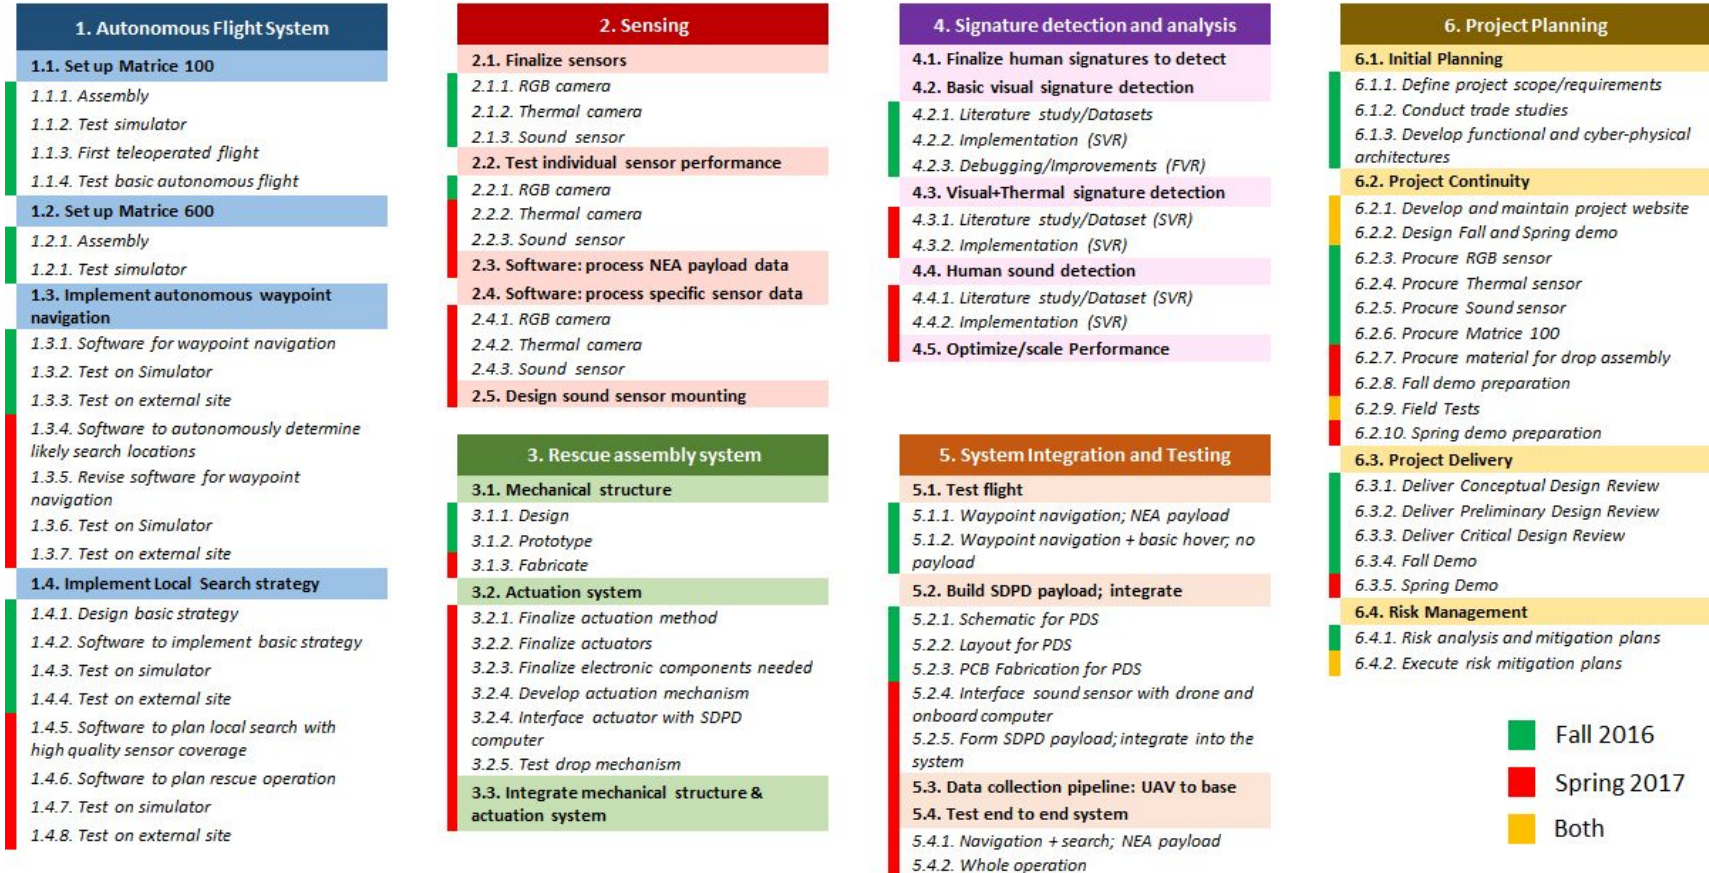 1. Autonomous Flight System
1.1. Set up Matrice 100
1.1.1. Assembly
1.1.2. Test simulator
1.1.3. First teleoperated flight
1.1.4. Test basic autonomous flight
1.2. Set up Matrice 600
1.2.1. Assembly
1.2.1. Test simulator
1.3. Implement autonomous waypoint
navigation
1.3.1. Software for waypoint navigation
1.3.2. Test on Simulator
1.3.3. Test on external site
1.3.4. Software to autonomously determine
likely search locations
1.3.5. Revise software for waypoint
navigation
1.3.6. Test on Simulator
1.3.7. Test on external site
1.4. Implement Local Search strategy
1.4.1. Design basic strategy
1.4.2. Software to implement basic strategy
1.4.3. Test on simulator
1.4.4. Test on external site
1.4.5. Software to plan local search with
high quality sensor coverage
1.4.6. Software to plan rescue operation
1.4.7. Test on simulator
1.4.8. Test on external site
2. Sensing
2.1. Finalize sensors
2.1.1. RGB camera
2.1.2. Thermal camera
2.1.3. Sound sensor
2.2. Test individual sensor performance
2.2.1. RGB camera
2.2.2. Thermal camera
2.2.3. Sound sensor
2.3. Software: process NEA payload data
2.4. Software: process specific sensor data
2.4.1. RGB camera
2.4.2. Thermal camera
2.4.3. Sound sensor
2.5. Design sound sensor mounting
3. Rescue assembly system
3.1. Mechanical structure
3.1.1. Design
3.1.2. Prototype
3.1.3. Fabricate
3.2. Actuation system
3.2.1. Finalize actuation method
3.2.2. Finalize actuators
3.2.3. Finalize electronic components needed
3.2.4. Develop actuation mechanism
3.2.4. Interface actuator with SDPD
computer
3.2.5. Test drop mechanism
3.3. Integrate mechanical structure &
actuation system
4. Signature detection and analysis
4.1. Finalize human signatures to detect
4.2. Basic visual signature detection
4.2.1. Literature study/Datasets
4.2.2. Implementation (SVR)
4.2.3. Debugging/Improvements (FVR)
4.3. Visual+Thermal signature detection
4.3.1. Literature study/Dataset (SVR)
4.3.2. Implementation (SVR)
4.4. Human sound detection
4.4.1. Literature study/Dataset (SVR)
4.4.2. Implementation (SVR)
4.5. Optimize/scale Performance
5. System Integration and Testing
5.1. Test flight
5.1.1. Waypoint navigation; NEA payload
5.1.2. Waypoint navigation + basic hover; no
payload
5.2. Build SDPD payload; integrate
5.2.1. Schematic for PDS
5.2.2. Layout for PDS
5.2.3. PCB Fabrication for PDS
5.2.4. Interface sound sensor with drone and
onboard computer
5.2.5. Form SDPD payload; integrate into the
system
5.3. Data collection pipeline: UAV to base
5.4. Test end to end system
5.4.1. Navigation + search; NEA payload
5.4.2. Whole operation
6. Project Planning
6.1. Initial Planning
6.1.1. Define project scope/requirements
6.1.2. Conduct trade studies
6.1.3. Develop functional and cyber-physical
architectures
6.2. Project Continuity
6.2.1. Develop and maintain project website
6.2.2. Design Fall and Spring demo
6.2.3. Procure RGB sensor
6.2.4. Procure Thermal sensor
6.2.5. Procure Sound sensor
6.2.6. Procure Matrice 100
6.2.7. Procure material for drop assembly
6.2.8. Fall demo preparation
6.2.9. Field Tests
6.2.10. Spring demo preparation
6.3. Project Delivery
6.3.1. Deliver Conceptual Design Review
6.3.2. Deliver Preliminary Design Review
6.3.3. Deliver Critical Design Review
6.3.4. Fall Demo
6.3.5. Spring Demo
6.4. Risk Management
6.4.1. Risk analysis and mitigation plans
6.4.2. Execute risk mitigation plans
Fall 2016
Spring 2017
Both